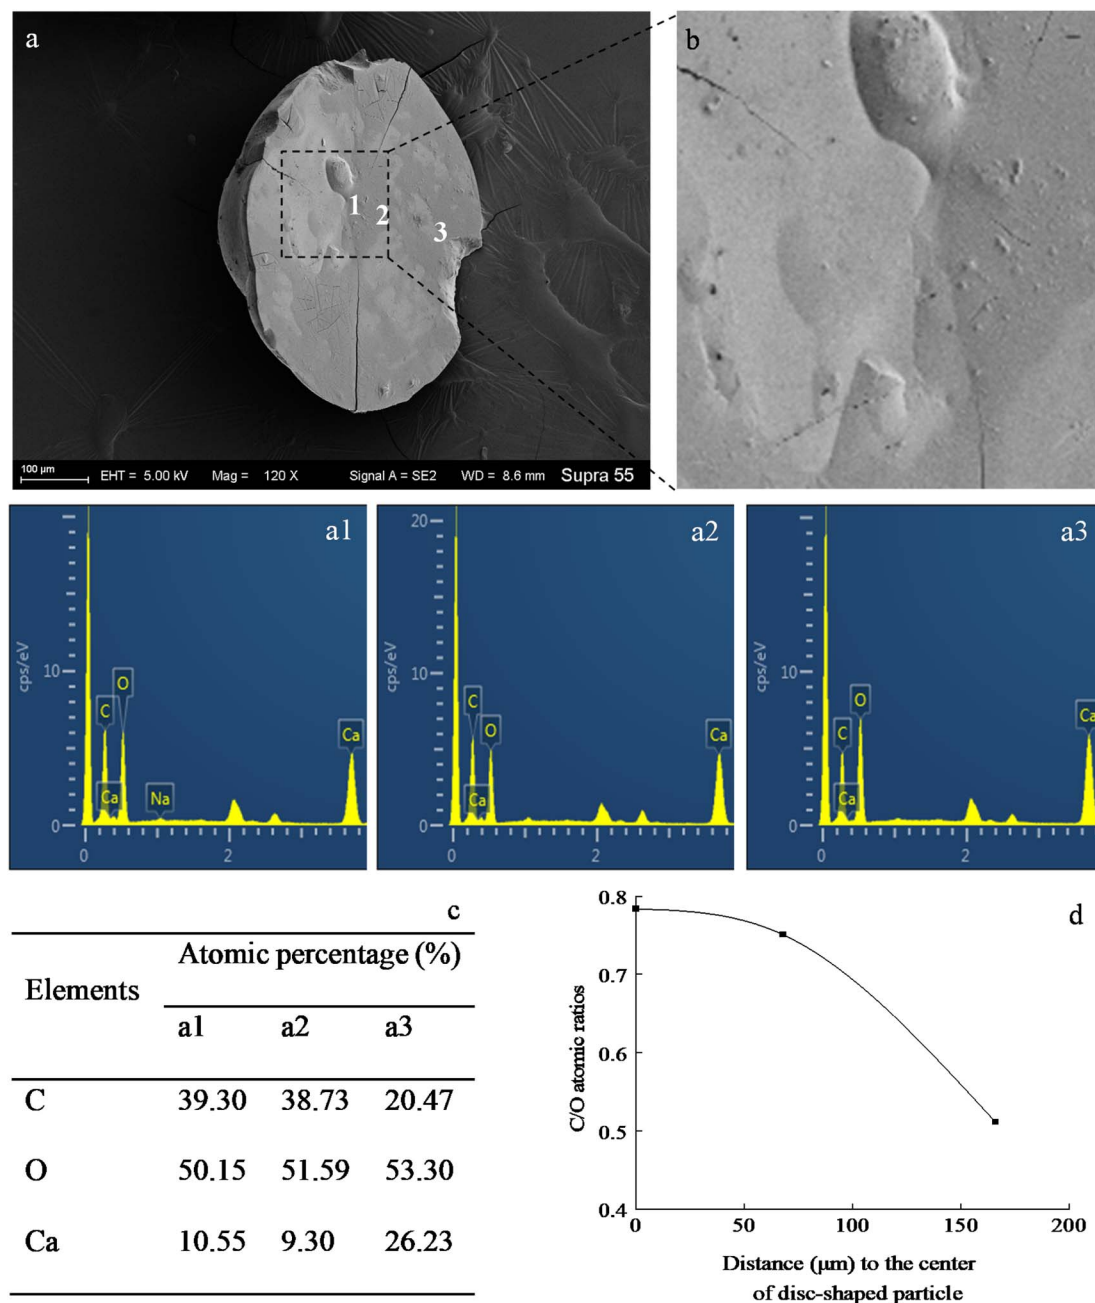 a
b
1
2
3
100 µm
EHT = 5.00 kV Mag = 120 X Signal A = SE2 WD = 8.6 mm Supra 55
a1
cps/eV
10
0
C
O
Ca
Na
Ca
0 2
a2
cps/eV
20
10
0
C
O
Ca
Ca
0 2
a3
cps/eV
10
0
C
O
Ca
Ca
0 2
c
Atomic percentage (%)
Elements
a1 a2 a3
C 39.30 38.73 20.47
O 50.15 51.59 53.30
Ca 10.55 9.30 26.23
d
0.8
0.7
0.6
0.5
0.4
C/O atomic ratios
0 50 100 150 200
Distance (µm) to the center
of disc-shaped particle